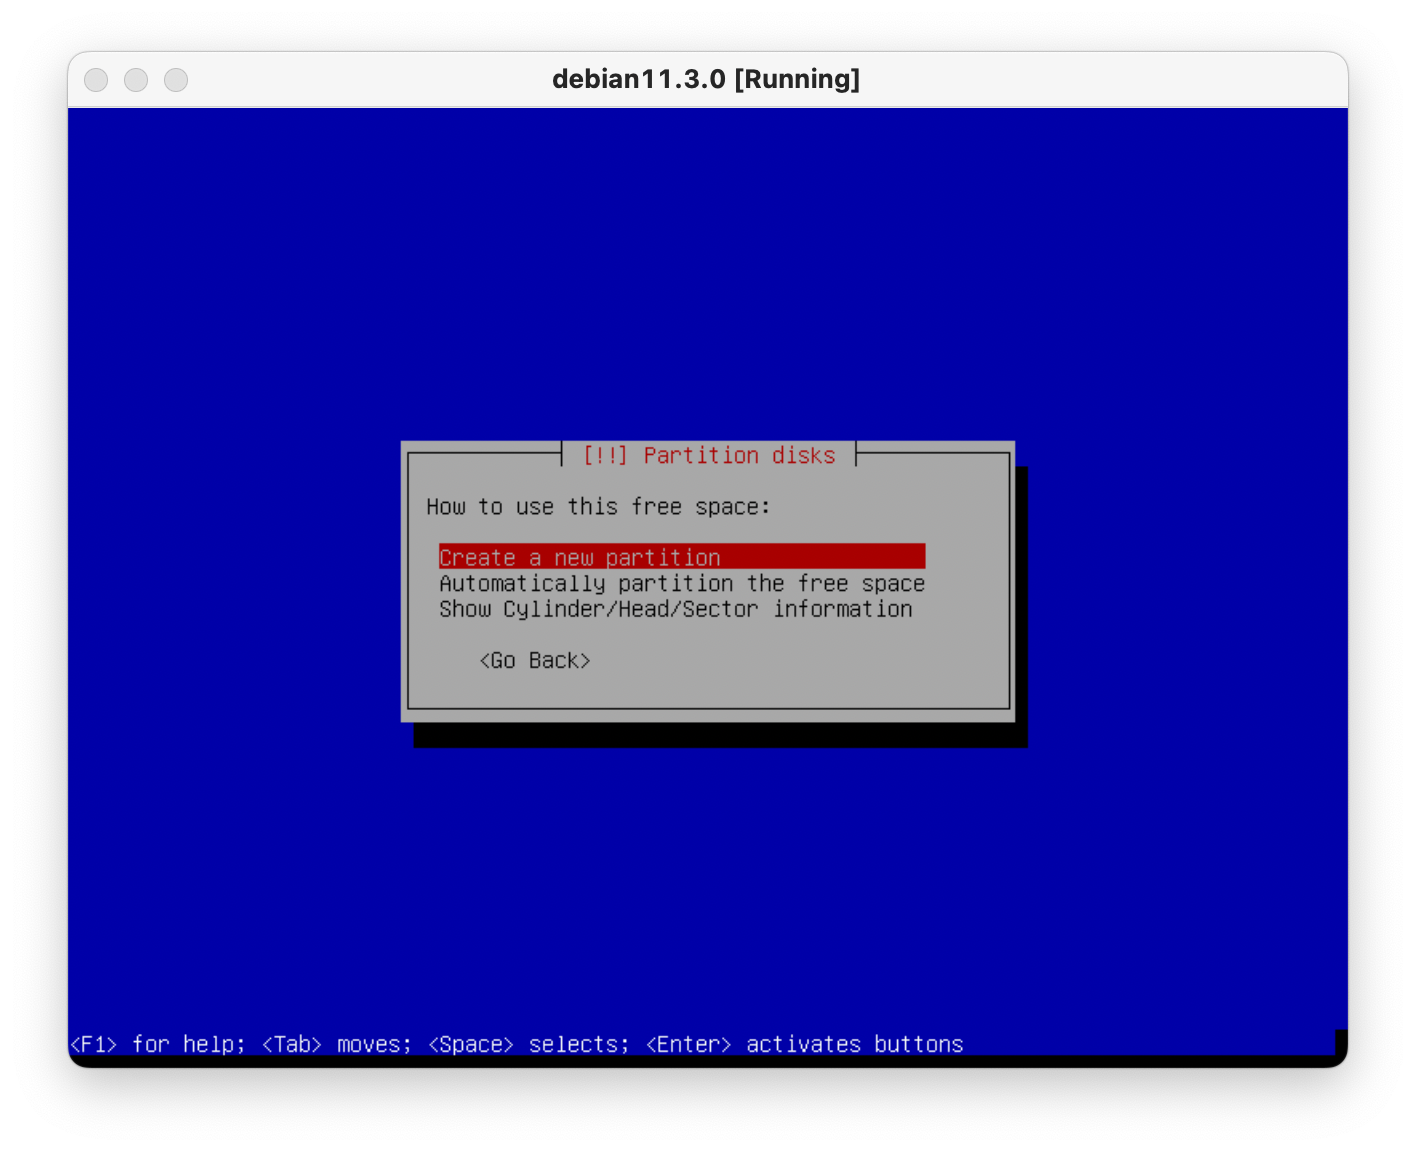 debian11.3.0 [Running]
[!!] Partition disks
How to use this free space:
Create a new partition
Automatically partition the free space
Show Cylinder/Head/Sector information
<Go Back>
<F1> for help; <Tab> moves; <Space> selects; <Enter> activates buttons